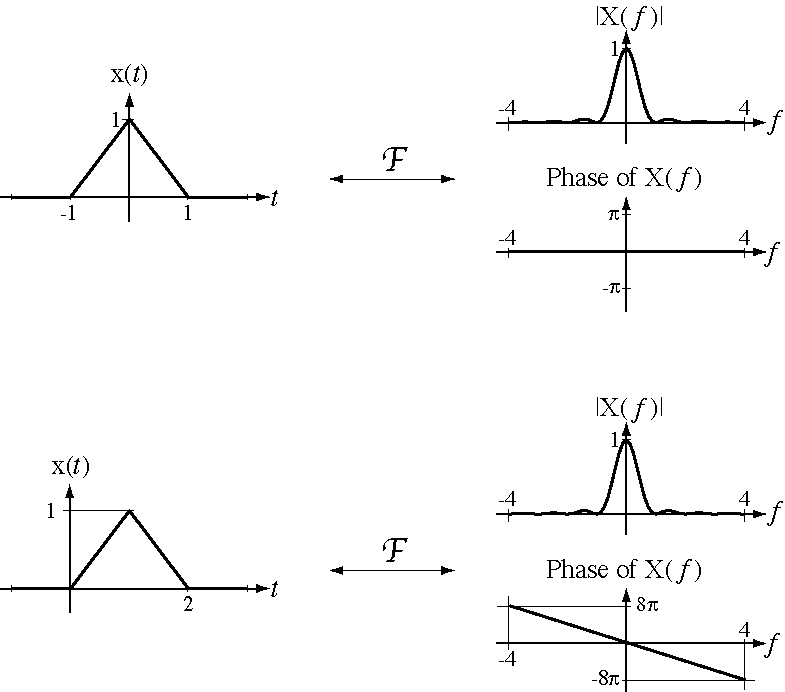 |X(f)|
1
-4
4
f
x(t)
1
-1
1
t
ℱ
Phase of X(f)
π
-4
4
f
-π
|X(f)|
1
-4
4
f
x(t)
1
2
t
ℱ
Phase of X(f)
8π
4
f
-4
-8π